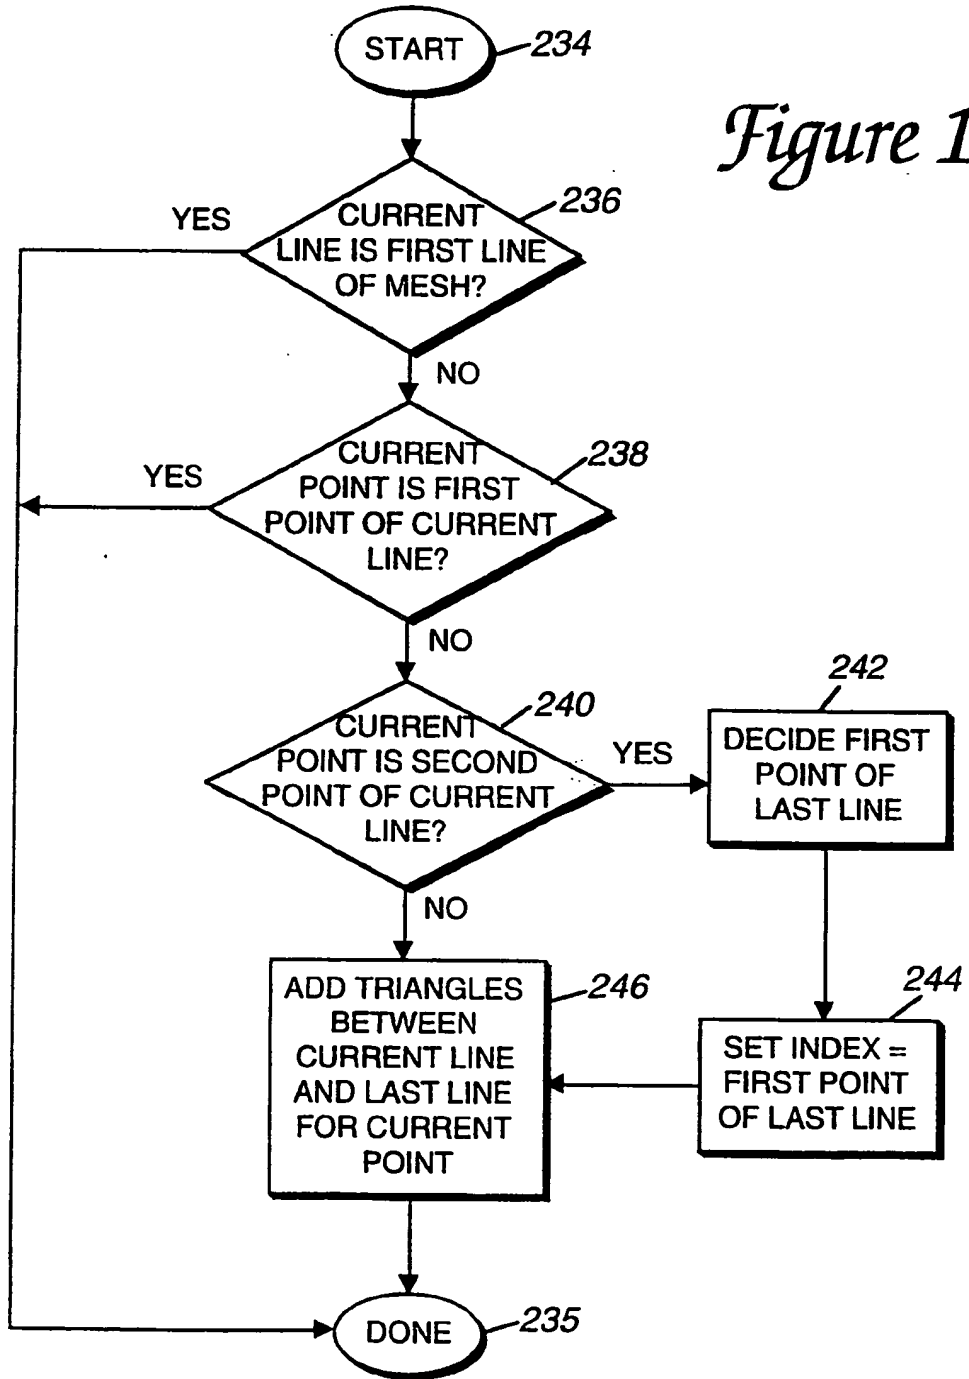 START
234
Figure 1
236
YES
CURRENT
LINE IS FIRST LINE
OF MESH?
NO
238
YES
CURRENT
POINT IS FIRST
POINT OF CURRENT
LINE?
NO
240
CURRENT
POINT IS SECOND
POINT OF CURRENT
LINE?
YES
242
DECIDE FIRST
POINT OF
LAST LINE
NO
246
ADD TRIANGLES
BETWEEN
CURRENT LINE
AND LAST LINE
FOR CURRENT
POINT
244
SET INDEX =
FIRST POINT
OF LAST LINE
DONE
235